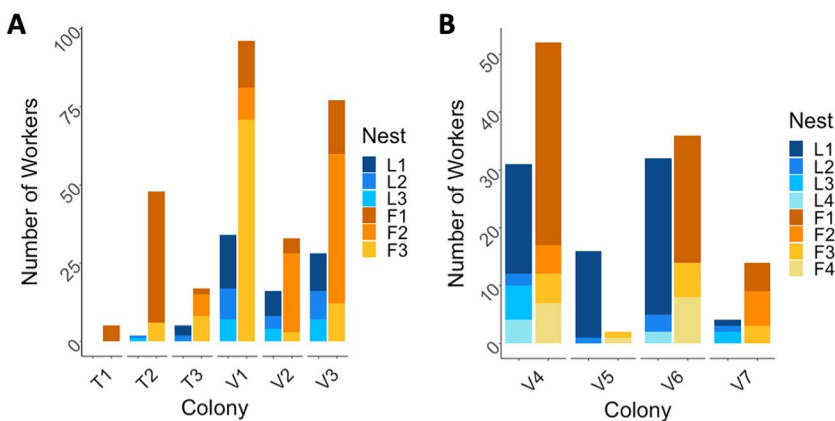 A
Number of Workers
100
75
50
25
0
T1 T2 T3 V1 V2 V3
Colony
Nest
L1
L2
L3
F1
F2
F3
B
Number of Workers
50
40
30
20
10
0
V4 V5 V6 V7
Colony
Nest
L1
L2
L3
L4
F1
F2
F3
F4